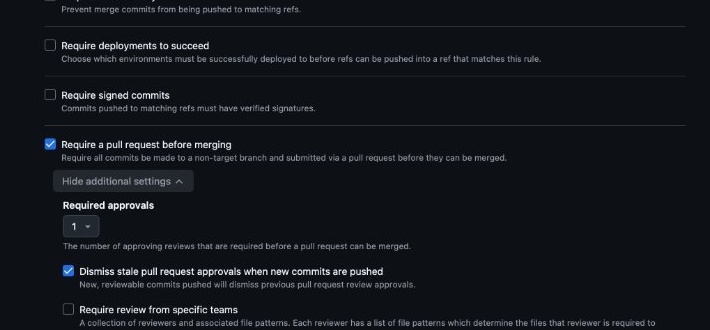 Prevent merge commits from being pushed to matching refs.
Require deployments to succeed
Choose which environments must be successfully deployed to before refs can be pushed into a ref that matches this rule.
Require signed commits
Commits pushed to matching refs must have verified signatures.
Require a pull request before merging
Require all commits be made to a non-target branch and submitted via a pull request before they can be merged.
Hide additional settings
Required approvals
1
The number of approving reviews that are required before a pull request can be merged.
Dismiss stale pull request approvals when new commits are pushed
New, reviewable commits pushed will dismiss previous pull request review approvals.
Require review from specific teams
A collection of reviewers and associated file patterns. Each reviewer has a list of file patterns which determine the files that reviewer is required to